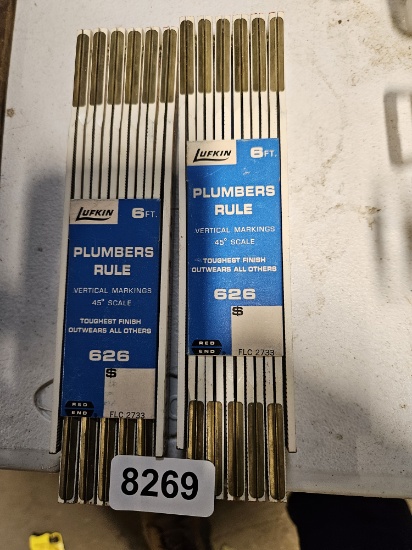 LUFKIN 6 FT.
PLUMBERS
RULE
VERTICAL MARKINGS
45° SCALE
TOUGHEST FINISH
OUTWEARS ALL OTHERS
626
$
RED
END
FLC 2733
LUFKIN 6 FT.
PLUMBERS
RULE
VERTICAL MARKINGS
45° SCALE
TOUGHEST FINISH
OUTWEARS ALL OTHERS
626
$
RED
END
FLC 2733
8269